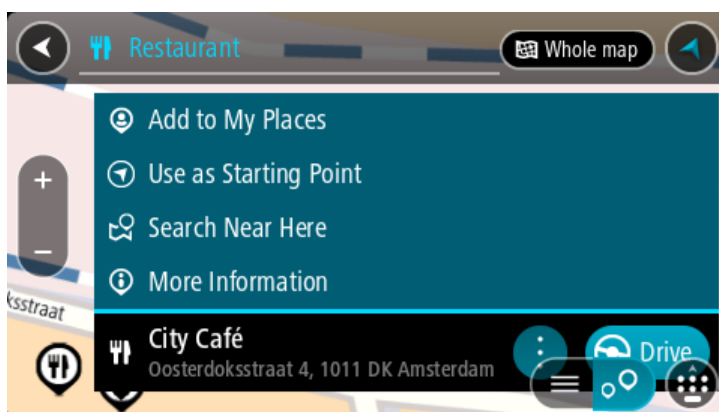 Restaurant
Whole map
Add to My Places
Use as Starting Point
Search Near Here
More Information
ksstraat
City Café
Drive
Oosterdoksstraat 4, 1011 DK Amsterdam